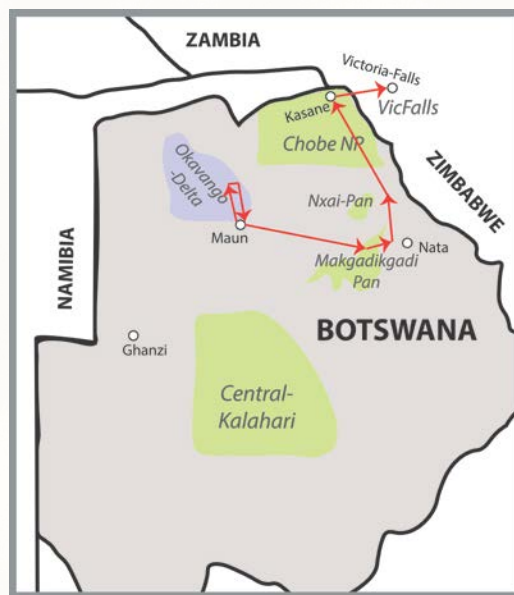 ZAMBIA
Victoria-Falls
VicFalls
Kasane
Chobe NP
ZIMBABWE
Okavango
-Delta
Nxai-Pan
Maun
Nata
Makgadikgadi
Pan
NAMIBIA
BOTSWANA
Ghanzi
Central-
Kalahari